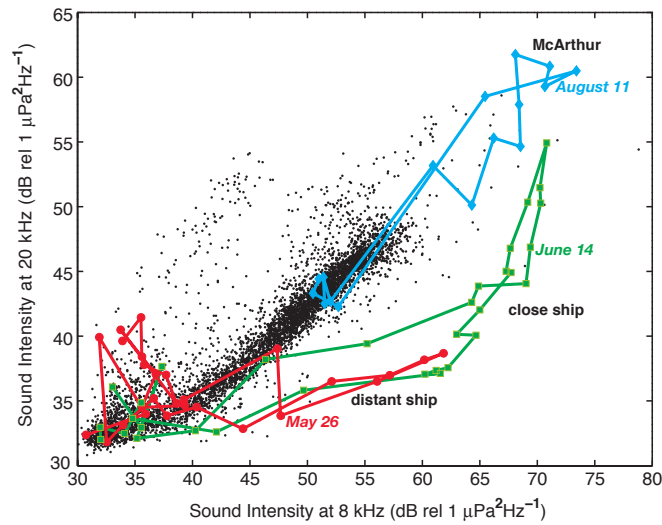 65
60
55
50
45
40
35
30
30 35 40 45 50 55 60 65 70 75 80
Sound Intensity at 20 kHz (dB rel 1 µPa²Hz⁻¹)
Sound Intensity at 8 kHz (dB rel 1 µPa²Hz⁻¹)
McArthur
August 11
June 14
close ship
distant ship
May 26